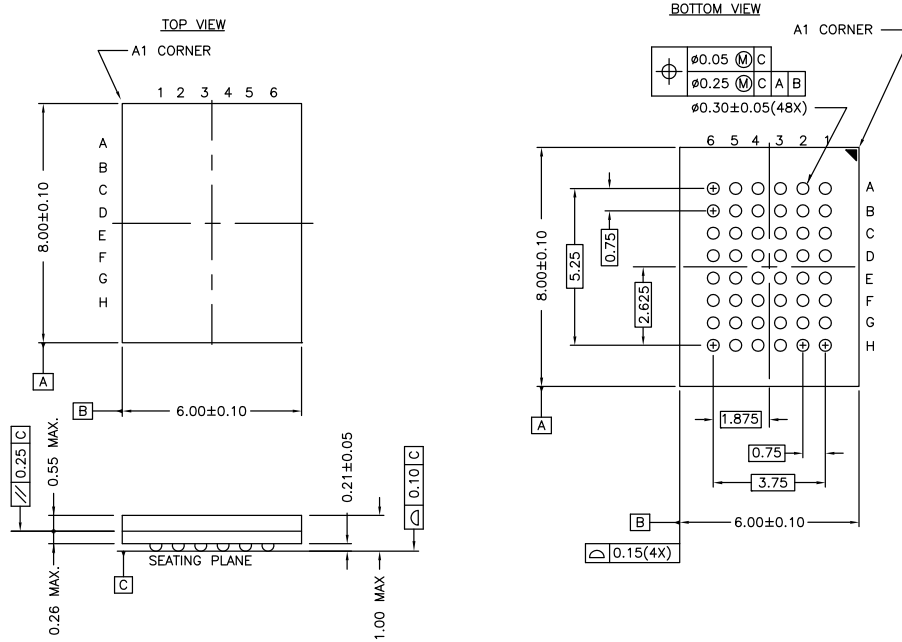 TOP VIEW
A1 CORNER
1 2 3 4 5 6
A
B
C
D
E
F
G
H
8.00±0.10
A
B
6.00±0.10
// 0.25 C
0.55 MAX.
0.21±0.05
0.10 C
SEATING PLANE
C
0.26 MAX.
1.00 MAX
BOTTOM VIEW
A1 CORNER
Ø0.05 Ⓜ C
Ø0.25 Ⓜ C A B
Ø0.30±0.05(48X)
6 5 4 3 2 1
A
B
C
D
E
F
G
H
8.00±0.10
5.25
0.75
2.625
A
1.875
0.75
3.75
B
6.00±0.10
0.15(4X)